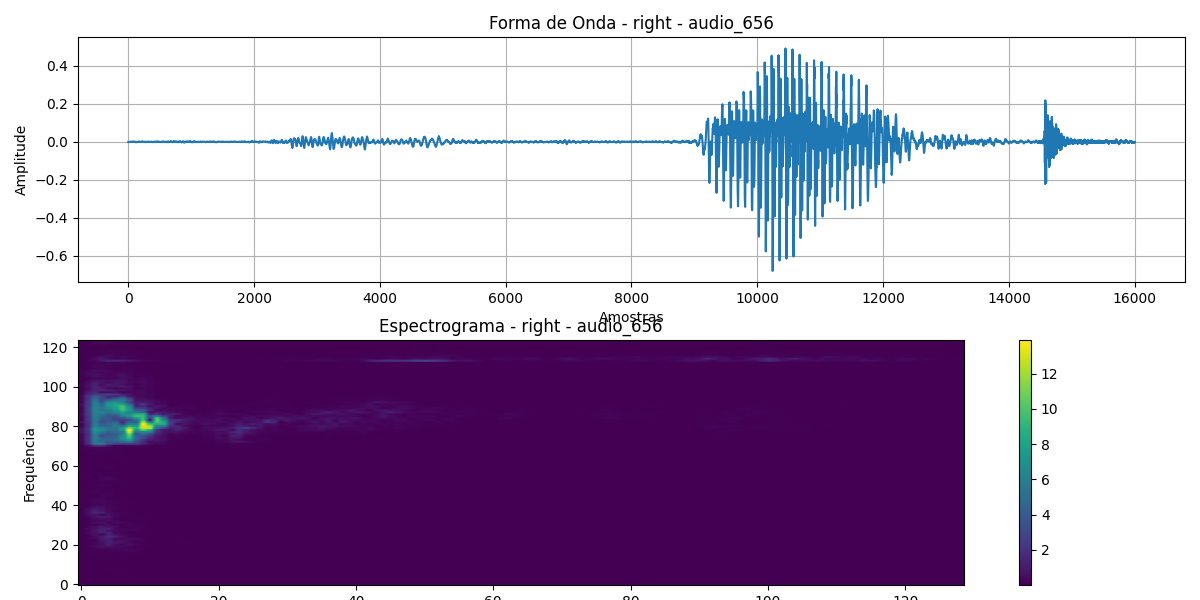 Forma de Onda - right - audio_656
Amplitude
0.4
0.2
0.0
−0.2
−0.4
−0.6
0 2000 4000 6000 8000 10000 12000 14000 16000
Amostras
Espectrograma - right - audio_656
Frequência
120
100
80
60
40
20
0
0 20 40 60 80 100 120
12
10
8
6
4
2